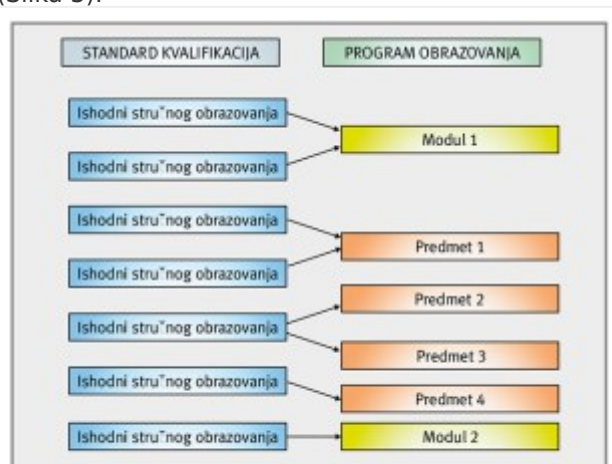 STANDARD KVALIFIKACIJA
PROGRAM OBRAZOVANJA
Ishodni stru˝nog obrazovanja
Modul 1
Ishodni stru˝nog obrazovanja
Ishodni stru˝nog obrazovanja
Predmet 1
Ishodni stru˝nog obrazovanja
Predmet 2
Ishodni stru˝nog obrazovanja
Predmet 3
Ishodni stru˝nog obrazovanja
Predmet 4
Ishodni stru˝nog obrazovanja
Modul 2